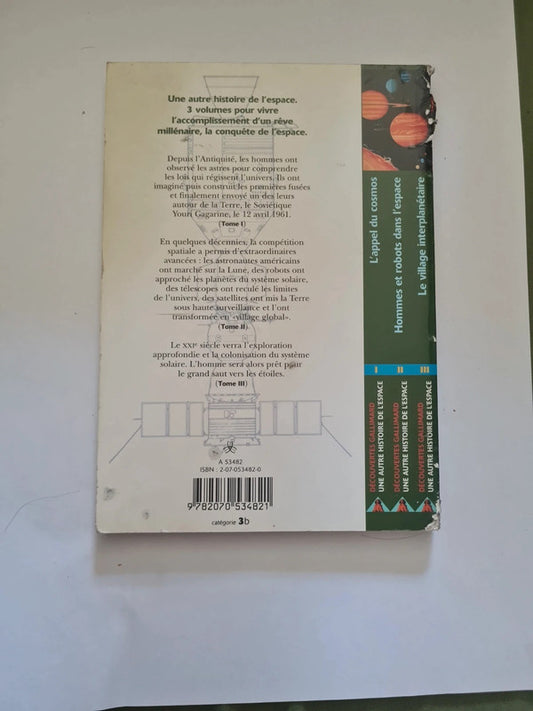 Une autre histoire de l'espace.
3 volumes pour vivre
l'accomplissement d'un rêve
millénaire, la conquête de l'espace.
Depuis l'Antiquité, les hommes ont
observé les astres pour comprendre
les lois qui régissent l'univers. Ils ont
imaginé puis construit les premières fusées
et finalement envoyé un des leurs
autour de la Terre, le Soviétique
Youri Gagarine, le 12 avril 1961.
(Tome I)
En quelques décennies, la compétition
spatiale a permis d'extraordinaires
avancées : les astronautes américains
ont marché sur la Lune, des robots ont
approché les planètes du système solaire,
des télescopes ont reculé les limites
de l'univers, des satellites ont mis la Terre
sous haute surveillance et l'ont
transformée en «village global».
(Tome II)
Le XXIe siècle verra l'exploration
approfondie et la colonisation du système
solaire. L'homme sera alors prêt pour
le grand saut vers les étoiles.
(Tome III)
A 53482
ISBN : 2-07-053482-0
9 782070 534821
catégorie 3b
L'appel du cosmos
I
DÉCOUVERTES GALLIMARD
UNE AUTRE HISTOIRE DE L'ESPACE
Hommes et robots dans l'espace
II
DÉCOUVERTES GALLIMARD
UNE AUTRE HISTOIRE DE L'ESPACE
Le village interplanétaire
III
DÉCOUVERTES GALLIMARD
UNE AUTRE HISTOIRE DE L'ESPACE